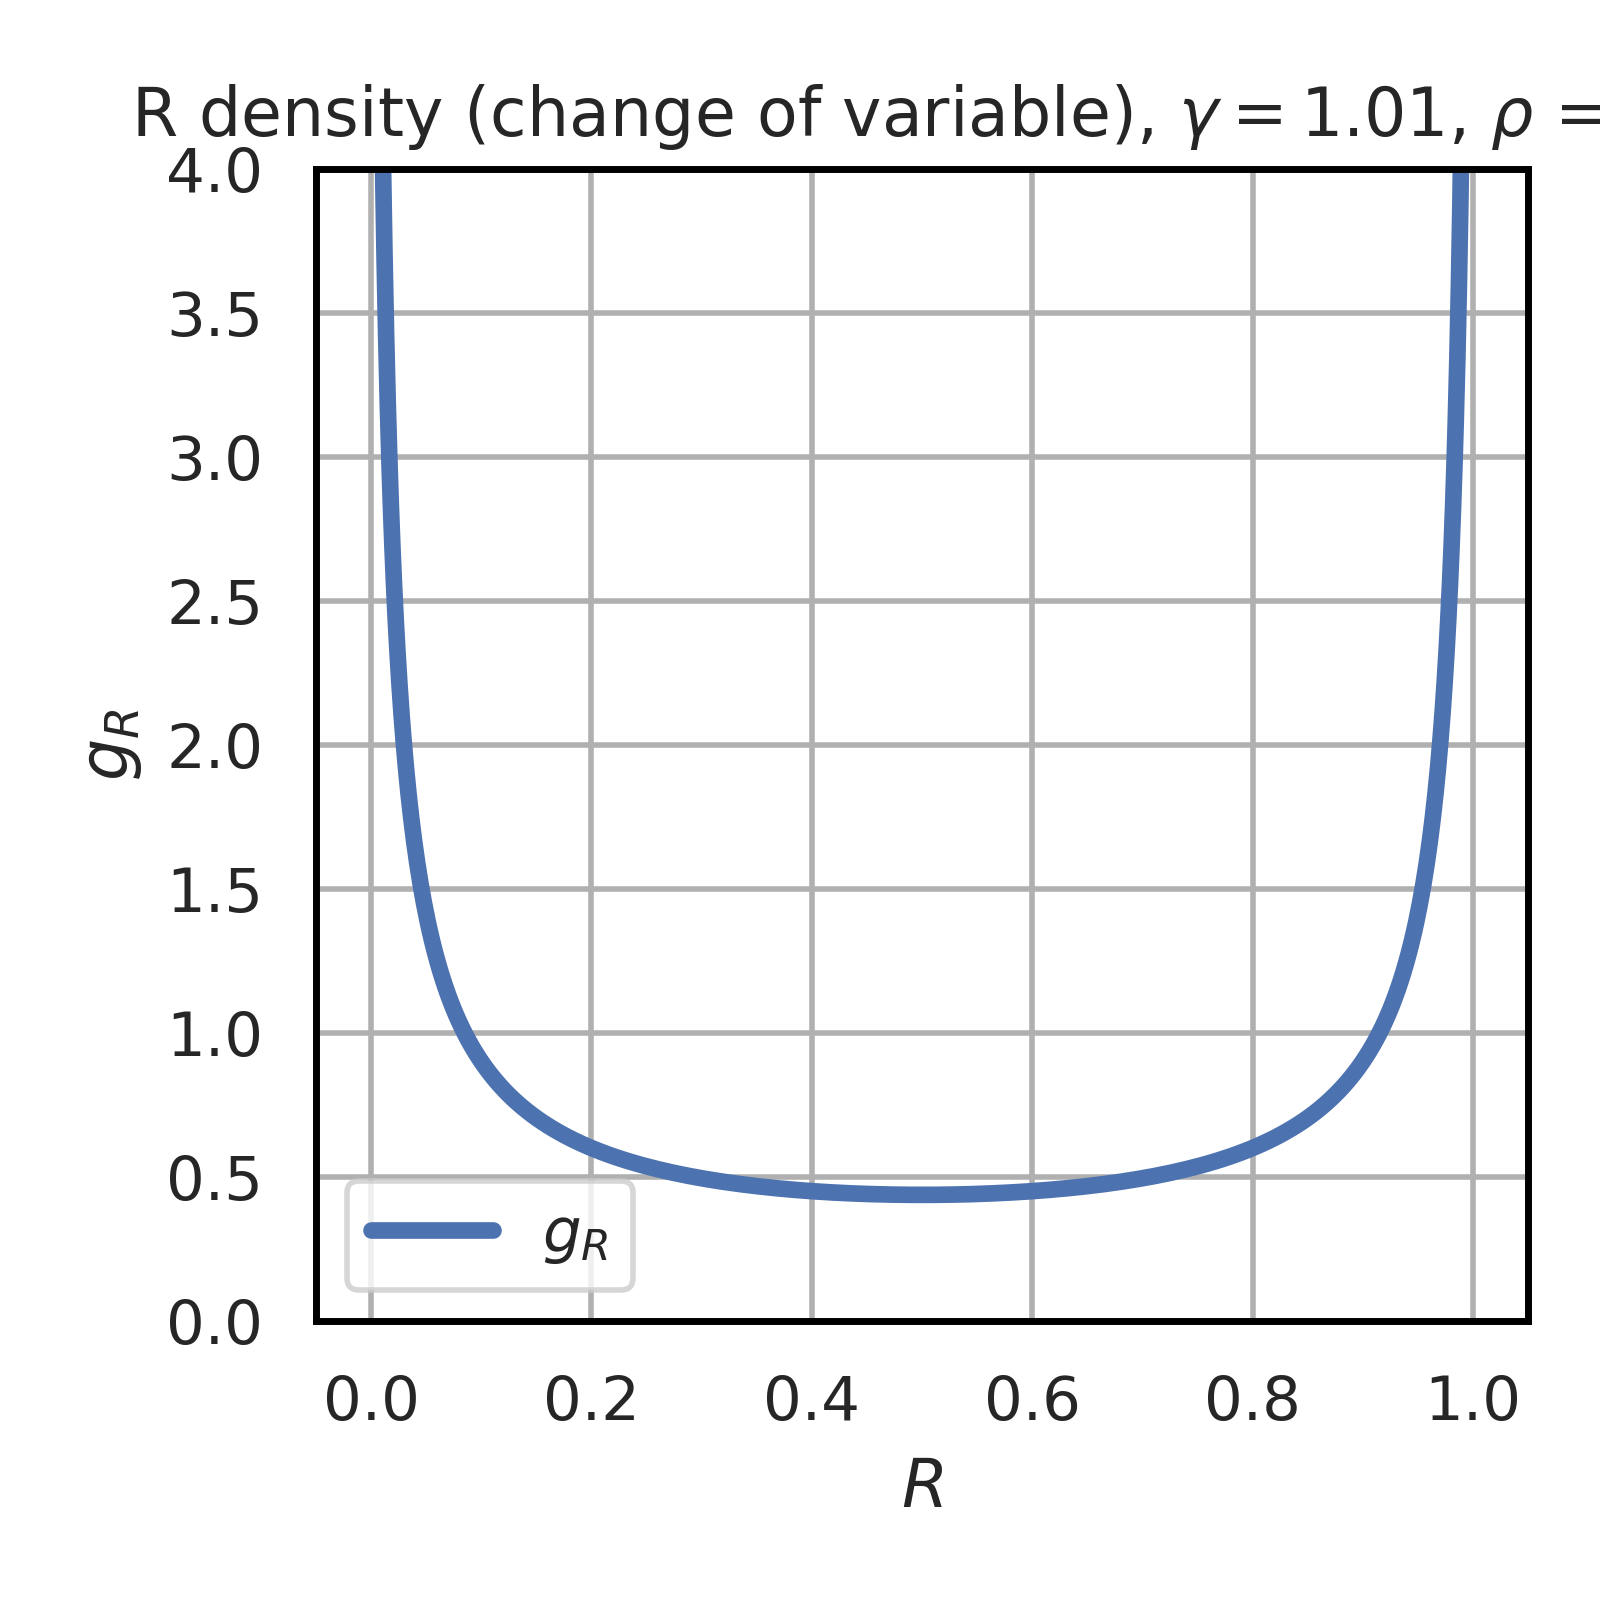 R density (change of variable), γ = 1.01, ρ =
4.0
3.5
3.0
2.5
2.0
1.5
1.0
0.5
0.0
g_R
g_R
0.0 0.2 0.4 0.6 0.8 1.0
R